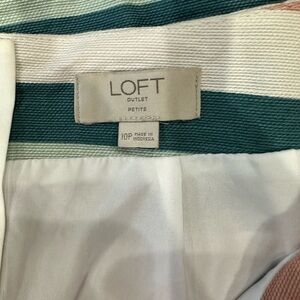 LOFT
OUTLET
PETITE
10P MADE IN
INDONESIA